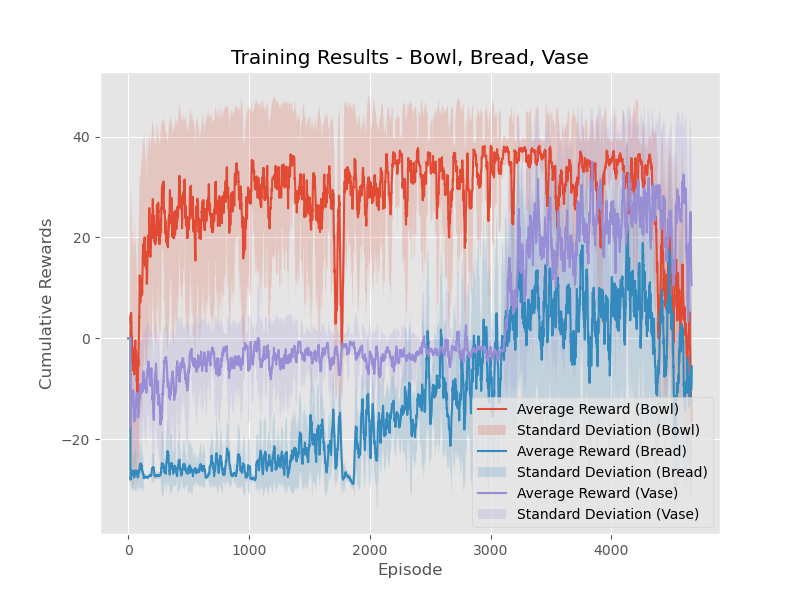 Training Results - Bowl, Bread, Vase
Cumulative Rewards
40
20
0
−20
Average Reward (Bowl)
Standard Deviation (Bowl)
Average Reward (Bread)
Standard Deviation (Bread)
Average Reward (Vase)
Standard Deviation (Vase)
0 1000 2000 3000 4000
Episode